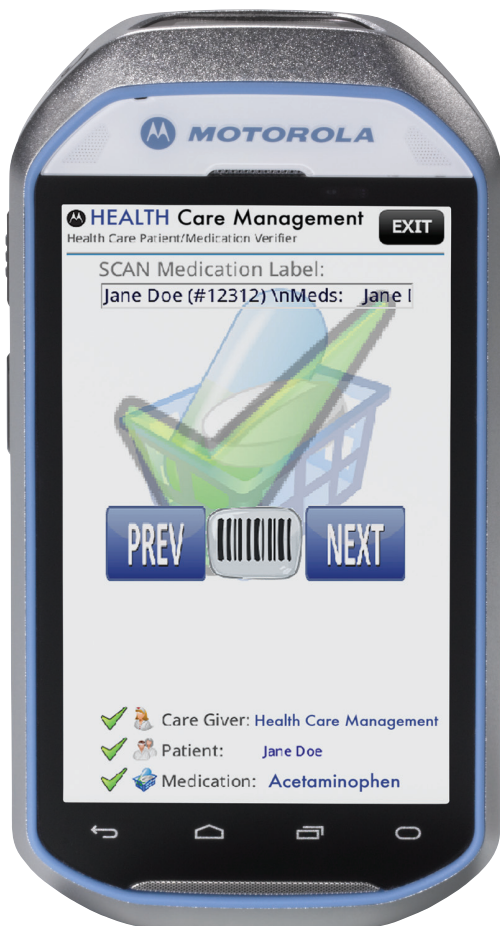 MOTOROLA
HEALTH Care Management
EXIT
Health Care Patient/Medication Verifier
SCAN Medication Label:
Jane Doe (#12312) \nMeds: Jane
PREV
NEXT
Care Giver: Health Care Management
Patient: Jane Doe
Medication: Acetaminophen